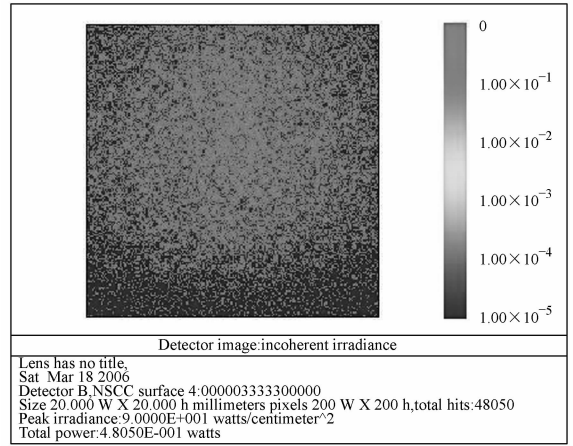 0
1.00×10⁻¹
1.00×10⁻²
1.00×10⁻³
1.00×10⁻⁴
1.00×10⁻⁵
Detector image:incoherent irradiance
Lens has no title,
Sat Mar 18 2006
Detector B,NSCC surface 4:000003333300000
Size 20.000 W X 20.000 h millimeters pixels 200 W X 200 h,total hits:48050
Peak irradiance:9.0000E+001 watts/centimeter^2
Total power:4.8050E-001 watts